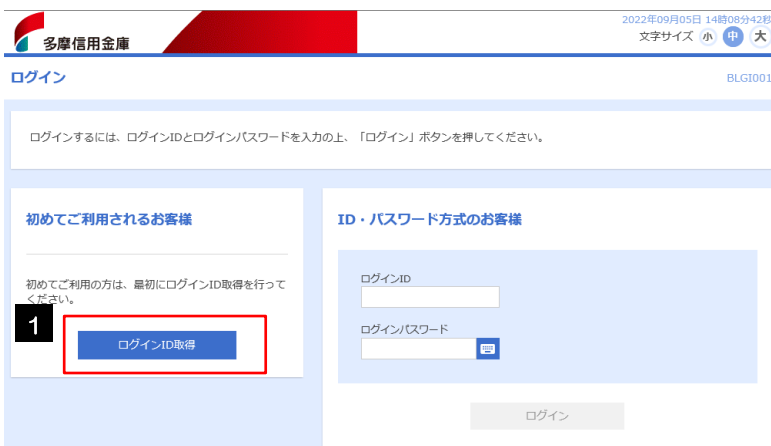 多摩信用金庫
2022年09月05日 14時08分42秒
文字サイズ 小 中 大
ログイン
BLGI001
ログインするには、ログインIDとログインパスワードを入力の上、「ログイン」ボタンを押してください。
初めてご利用されるお客様
初めてご利用の方は、最初にログインID取得を行って
ください。
1
ログインID取得
ID・パスワード方式のお客様
ログインID
ログインパスワード
ログイン